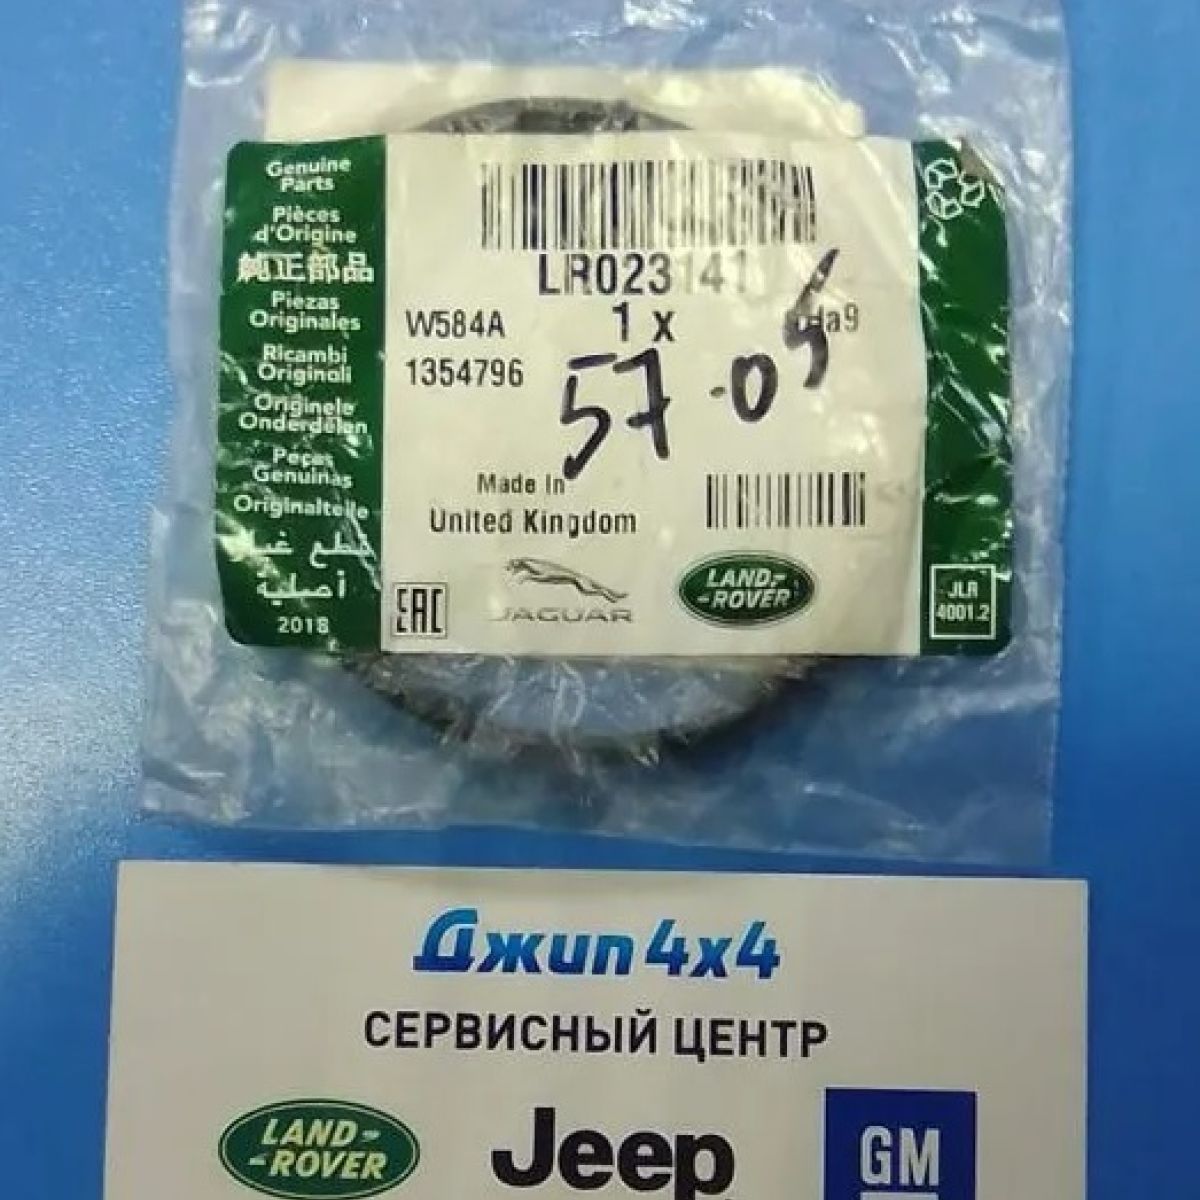 Genuine
Parts
Pièces
d'Origine
純正部品
Piezas
Originales
Ricambi
Originali
Originele
Onderdelen
Peças
Genuinas
Originalteile
قطع غيار
أصلية
2018
LR023141
W584A
1 x
1354796
57-05
Made In
United Kingdom
EAC
JAGUAR
LAND-
-ROVER
JLR
4001.2
Джип 4x4
СЕРВИСНЫЙ ЦЕНТР
LAND-
-ROVER
Jeep
GM